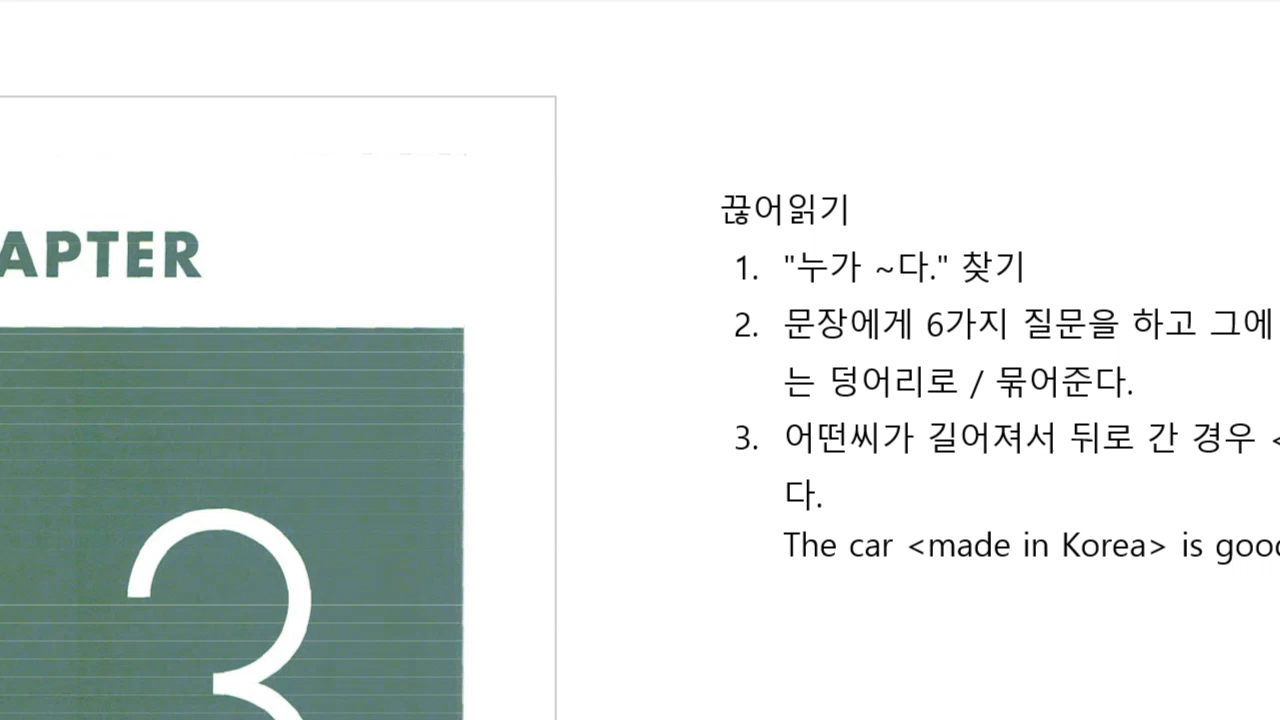 APTER
3
끊어읽기
1. "누가 ~다." 찾기
2. 문장에게 6가지 질문을 하고 그에
는 덩어리로 / 묶어준다.
3. 어떤씨가 길어져서 뒤로 간 경우 <
다.
The car <made in Korea> is good